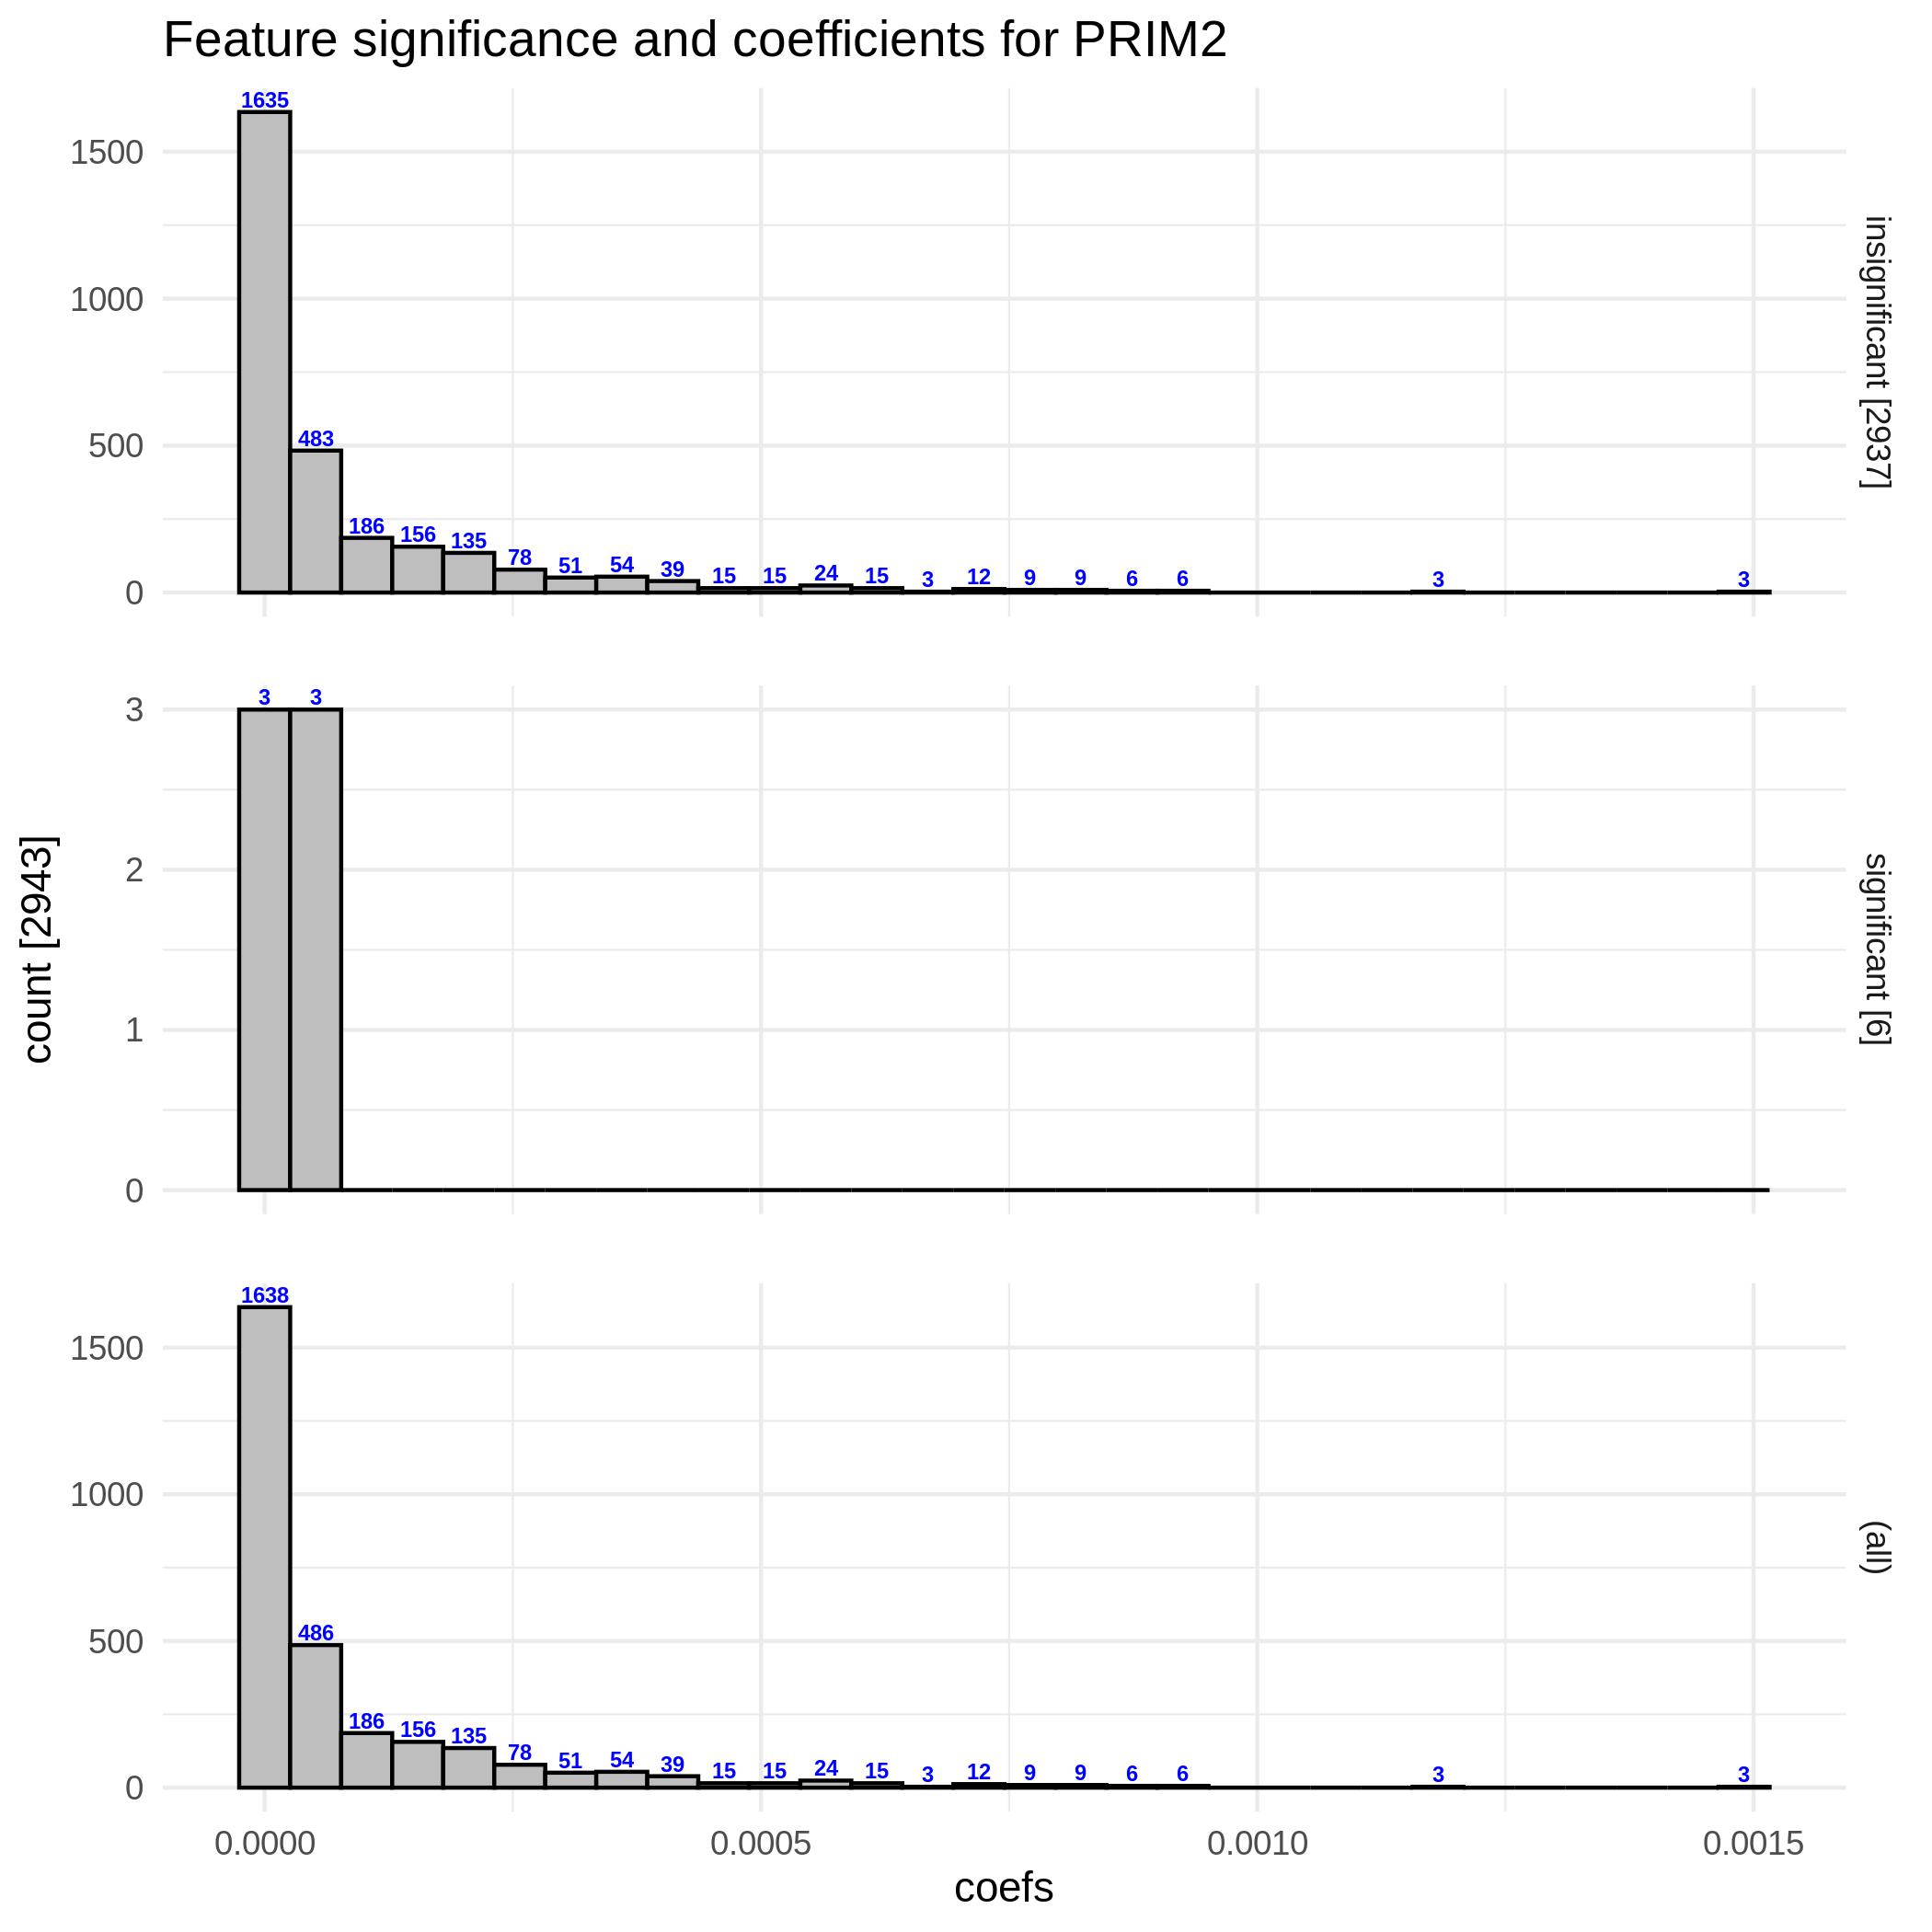 Feature significance and coefficients for PRIM2
1635
1500
1000
500
0
483
186 156 135 78 51 54 39 15 15 24 15 3 12 9 9 6 6 3 3
insignificant [2937]
3 3
3
2
1
0
significant [6]
count [2943]
1638
1500
1000
500
0
486
186 156 135 78 51 54 39 15 15 24 15 3 12 9 9 6 6 3 3
(all)
0.0000 0.0005 0.0010 0.0015
coefs